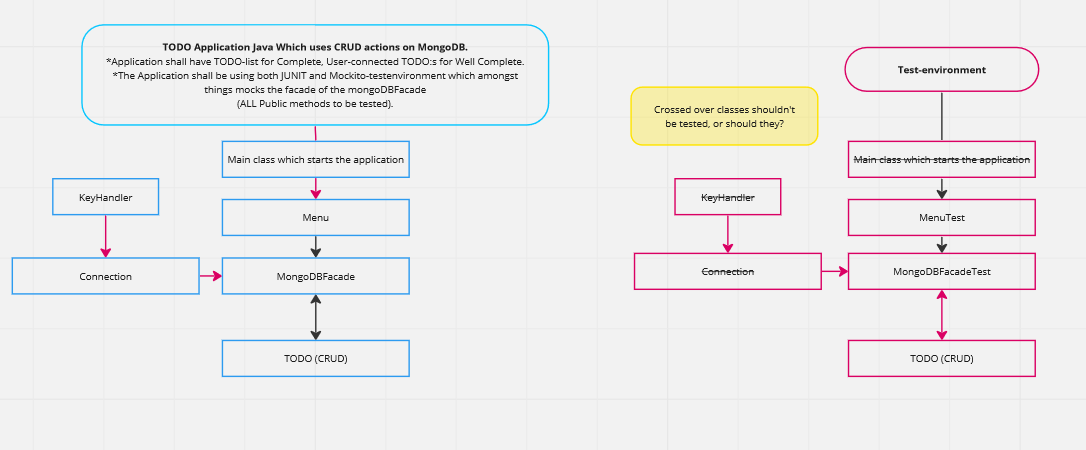 TODO Application Java Which uses CRUD actions on MongoDB.
*Application shall have TODO-list for Complete, User-connected TODO:s for Well Complete.
*The Application shall be using both JUNIT and Mockito-testenvironment which amongst
things mocks the facade of the mongoDBFacade
(ALL Public methods to be tested).
Main class which starts the application
KeyHandler
Menu
Connection
MongoDBFacade
TODO (CRUD)
Crossed over classes shouldn't
be tested, or should they?
Test-environment
Main class which starts the application
KeyHandler
MenuTest
Connection
MongoDBFacadeTest
TODO (CRUD)